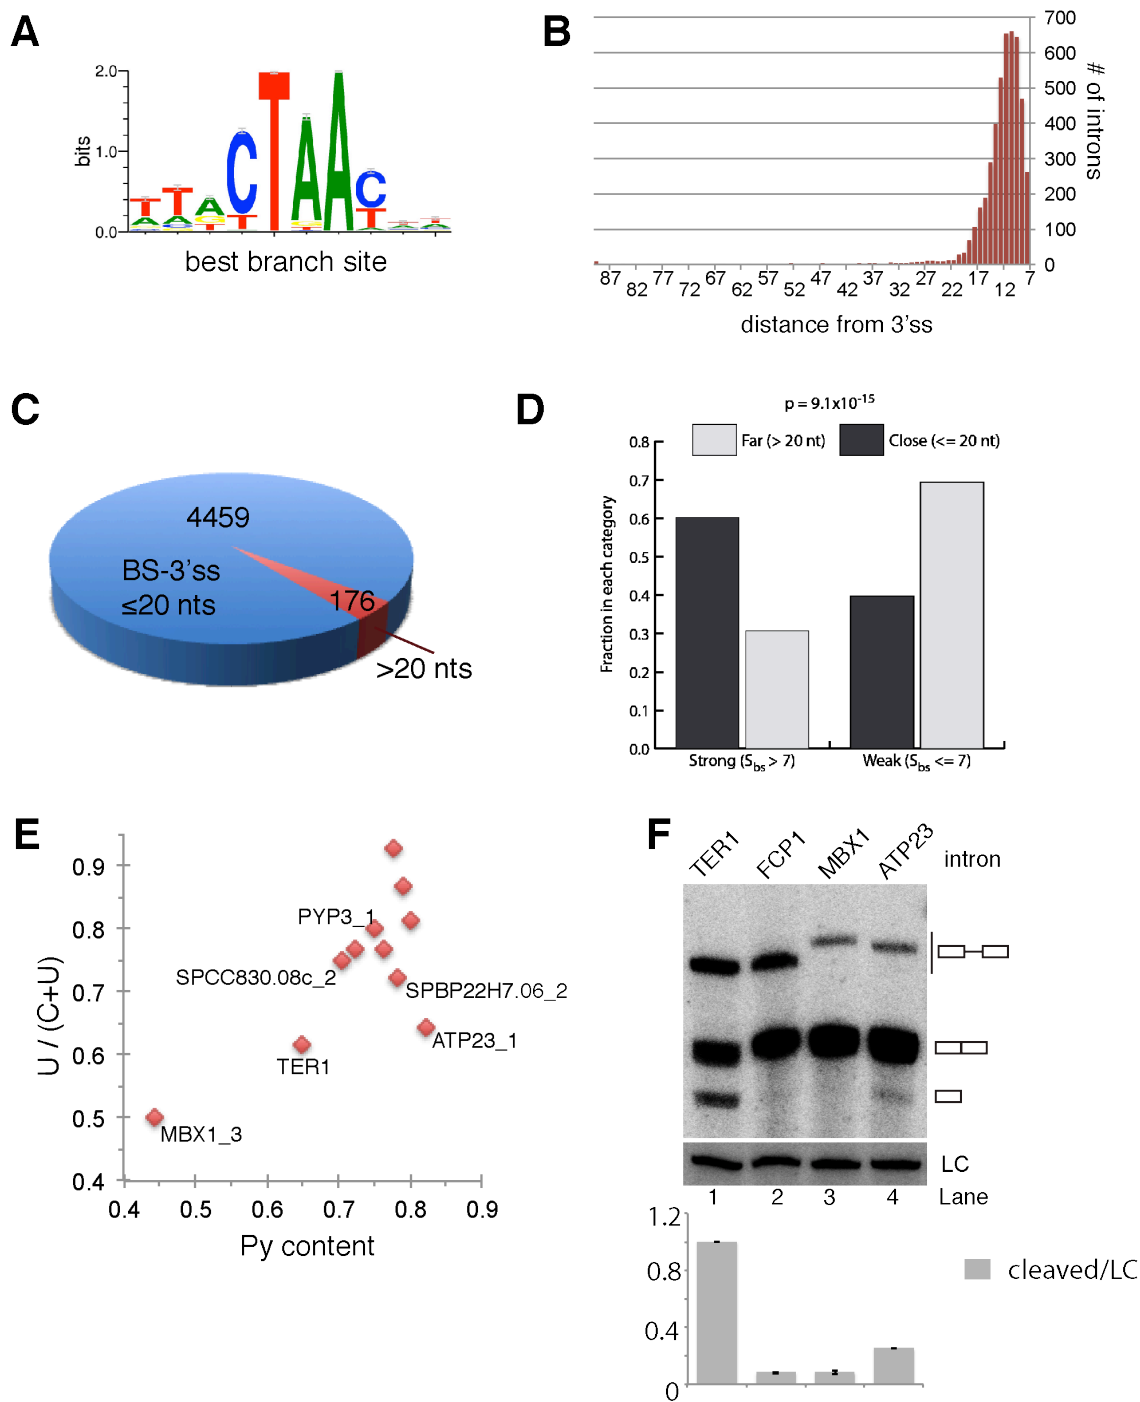 A
2.0
1.0
0.0
bits
TTACTAAC
best branch site
B
700
600
500
400
300
200
100
0
# of introns
87 77 67 57 47 37 27 17 7
82 72 62 52 42 32 22 12
distance from 3'ss
C
4459
BS-3'ss
≤20 nts
176
>20 nts
D
p = 9.1x10-15
Far (> 20 nt) Close (<= 20 nt)
0.8
0.7
0.6
0.5
0.4
0.3
0.2
0.1
0.0
Fraction in each category
Strong (Sbs > 7) Weak (Sbs <= 7)
E
0.9
0.8
0.7
0.6
0.5
0.4
U / (C+U)
PYP3_1
SPCC830.08c_2
SPBP22H7.06_2
ATP23_1
TER1
MBX1_3
0.4 0.5 0.6 0.7 0.8 0.9
Py content
F
TER1 FCP1 MBX1 ATP23 intron
LC
1 2 3 4 Lane
1.2
0.8
0.4
0
cleaved/LC